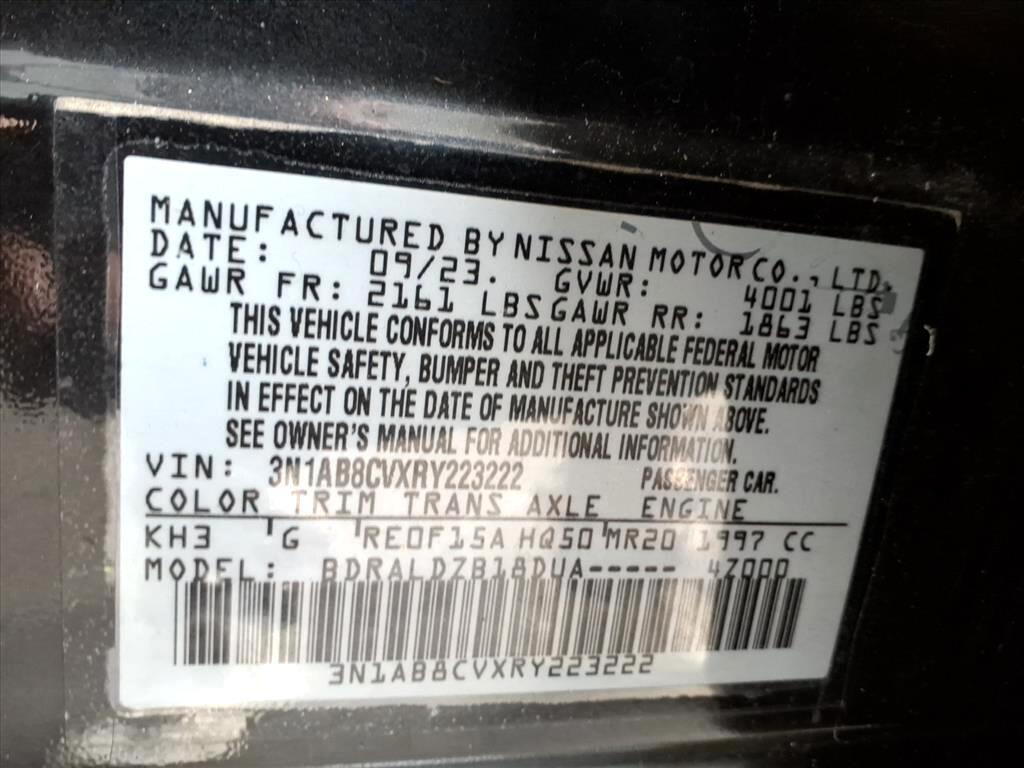 MANUFACTURED BY NISSAN MOTOR CO., LTD.
DATE: 09/23. GVWR: 4001 LBS
GAWR FR: 2161 LBS GAWR RR: 1863 LBS
THIS VEHICLE CONFORMS TO ALL APPLICABLE FEDERAL MOTOR
VEHICLE SAFETY, BUMPER AND THEFT PREVENTION STANDARDS
IN EFFECT ON THE DATE OF MANUFACTURE SHOWN ABOVE.
SEE OWNER'S MANUAL FOR ADDITIONAL INFORMATION.
VIN: 3N1AB8CVXRY223222 PASSENGER CAR.
COLOR TRIM TRANS AXLE ENGINE
KH3 G RE0F15A HQ50 MR20 1997 CC
MODEL: BDRALDZB18DUA----- 4Z000
3N1AB8CVXRY223222